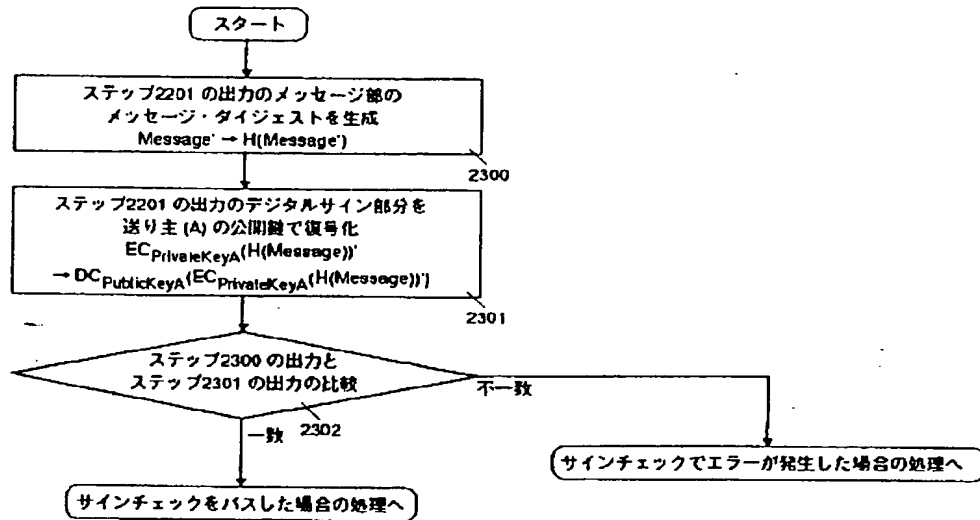 スタート
ステップ2201 の出力のメッセージ部の
メッセージ・ダイジェストを生成
Message' → H(Message')
2300
ステップ2201 の出力のデジタルサイン部分を
送り主 (A) の公開鍵で復号化
EC_PrivateKeyA(H(Message))'
→ DC_PublicKeyA(EC_PrivateKeyA(H(Message))')
2301
ステップ2300 の出力と
ステップ2301 の出力の比較
不一致
2302
一致
サインチェックでエラーが発生した場合の処理へ
サインチェックをパスした場合の処理へ